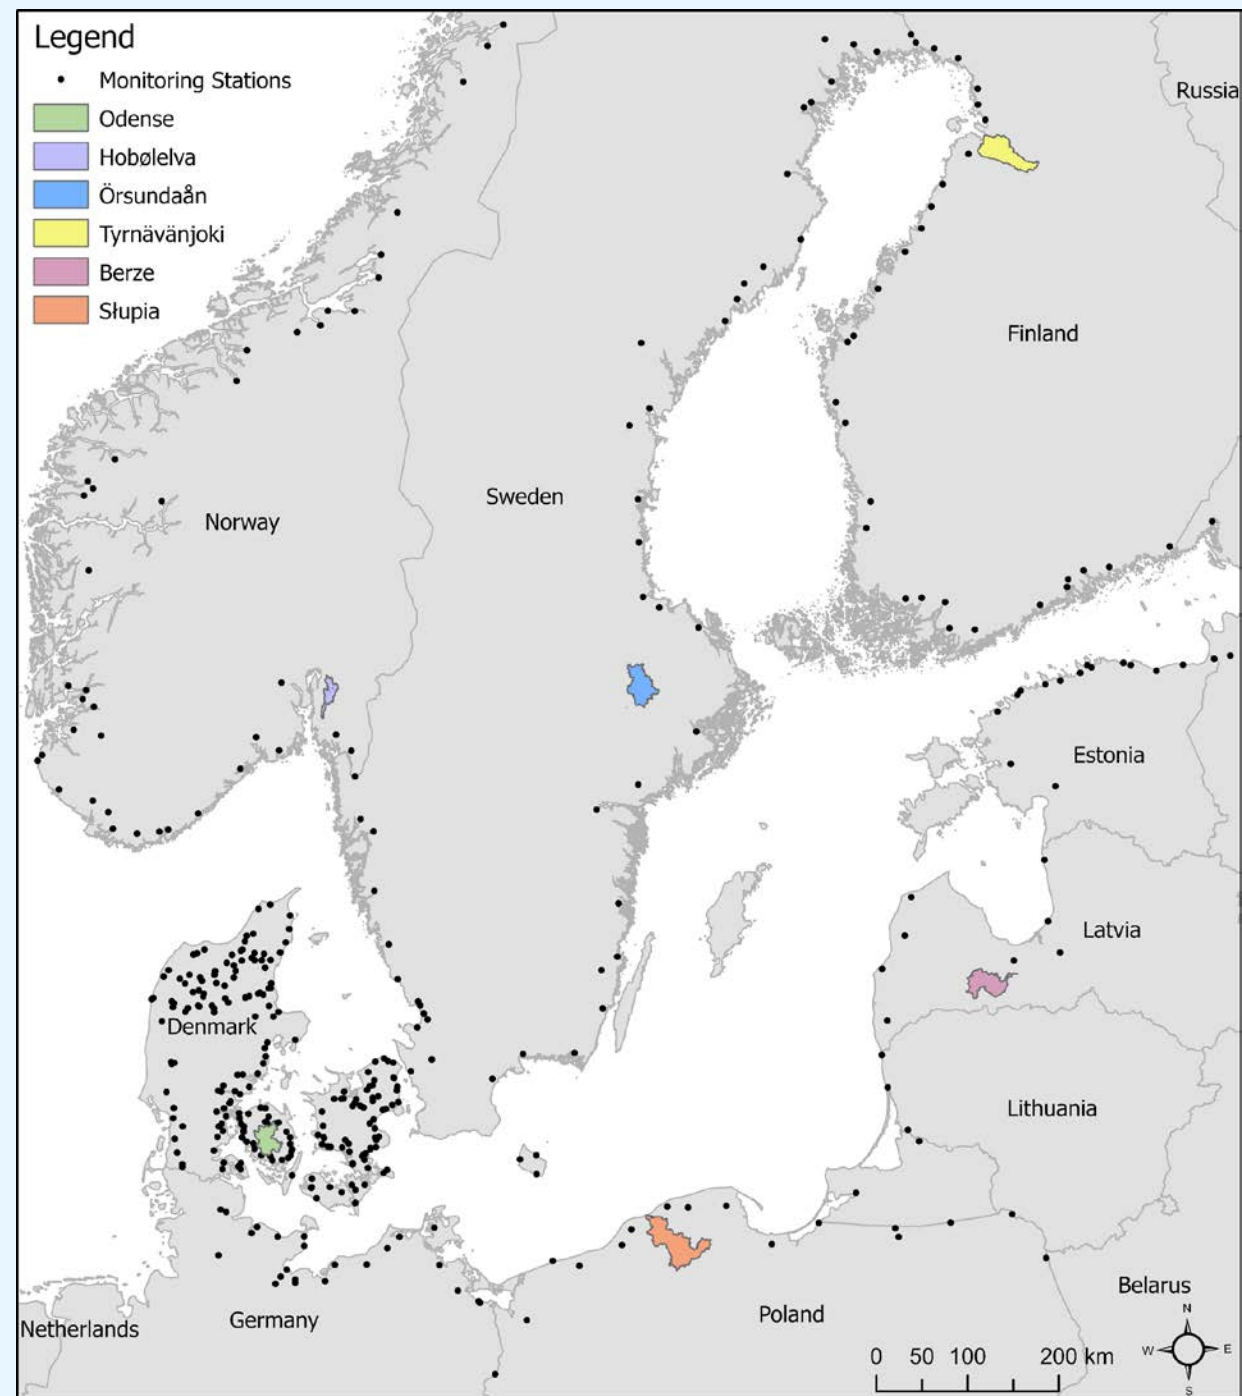 Legend
Monitoring Stations
Odense
Hobølelva
Örsundaån
Tyrnävänjoki
Berze
Słupia
Russia
Finland
Sweden
Norway
Estonia
Latvia
Denmark
Lithuania
Belarus
Poland
Germany
Netherlands
N
W E
S
0 50 100 200 km